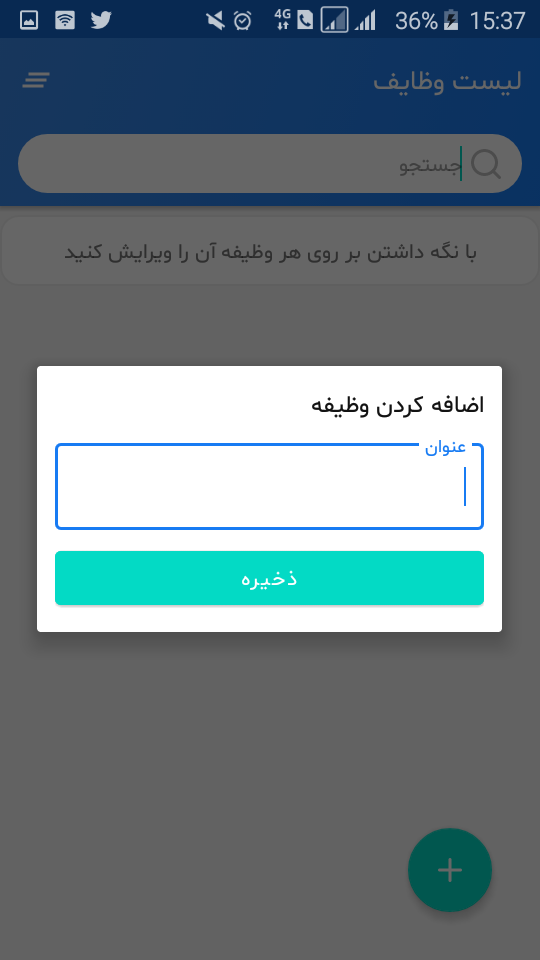 4G 36% 15:37
لیست وظایف
جستجو
با نگه داشتن بر روی هر وظیفه آن را ویرایش کنید
اضافه کردن وظیفه
عنوان
ذخیره